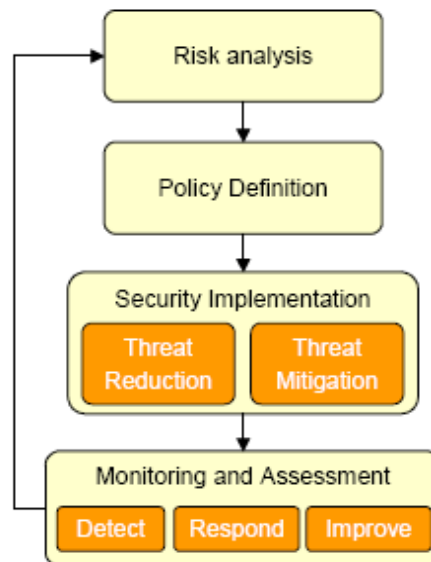 Risk analysis
Policy Definition
Security Implementation
Threat
Reduction
Threat
Mitigation
Monitoring and Assessment
Detect
Respond
Improve